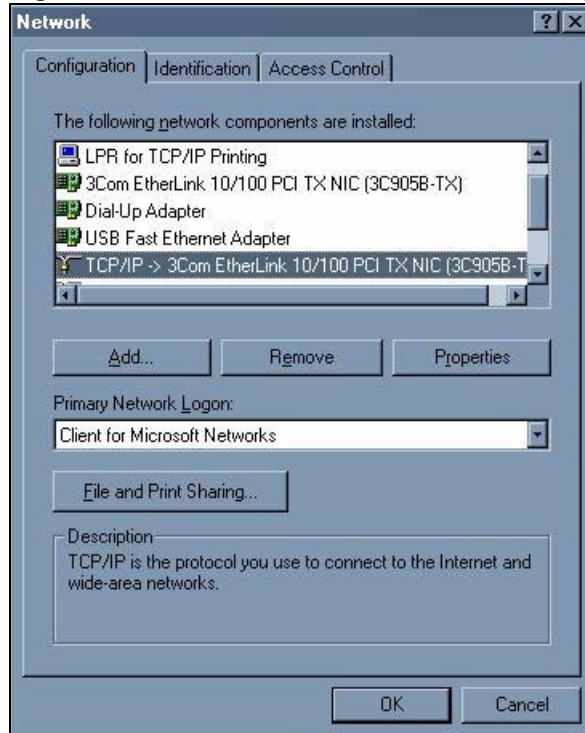 Network
Configuration
Identification
Access Control
The following network components are installed:
LPR for TCP/IP Printing
3Com EtherLink 10/100 PCI TX NIC (3C905B-TX)
Dial-Up Adapter
USB Fast Ethernet Adapter
TCP/IP -> 3Com EtherLink 10/100 PCI TX NIC (3C905B-T
Add...
Remove
Properties
Primary Network Logon:
Client for Microsoft Networks
File and Print Sharing...
Description
TCP/IP is the protocol you use to connect to the Internet and
wide-area networks.
OK
Cancel